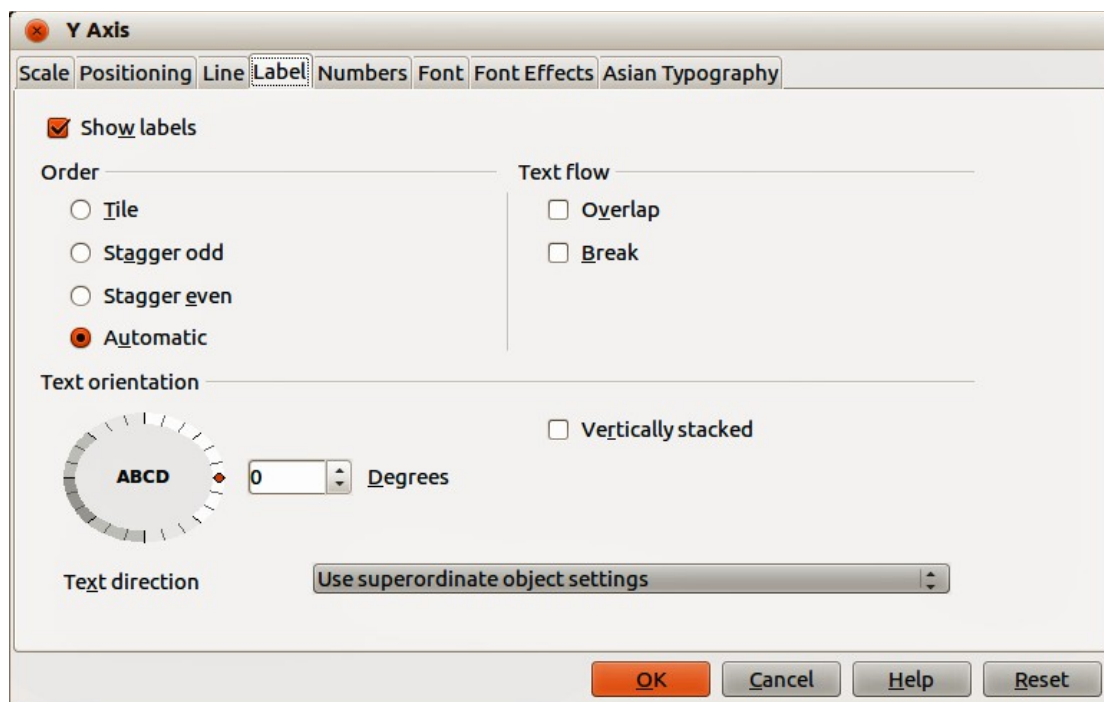 Y Axis
Scale Positioning Line Label Numbers Font Font Effects Asian Typography
Show labels
Order
Text flow
Tile
Overlap
Stagger odd
Break
Stagger even
Automatic
Text orientation
Vertically stacked
ABCD
0
Degrees
Text direction
Use superordinate object settings
OK
Cancel
Help
Reset